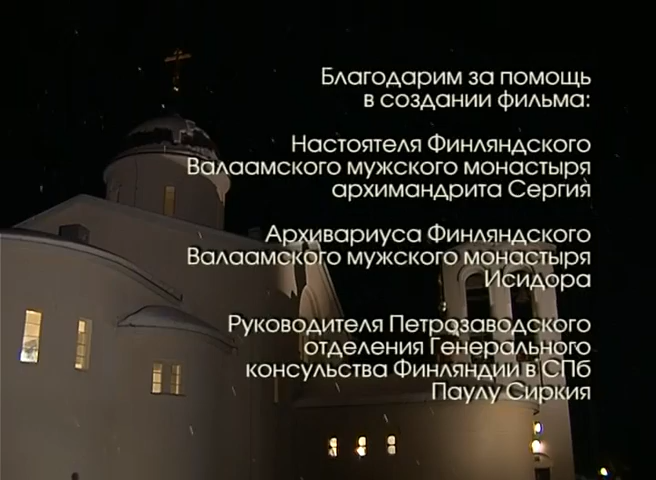 Благодарим за помощь
в создании фильма:
Настоятеля Финляндского
Валаамского мужского монастыря
архимандрита Сергия
Архивариуса Финляндского
Валаамского мужского монастыря
Исидора
Руководителя Петрозаводского
отделения Генерального
консульства Финляндии в СПб
Паулу Сиркия